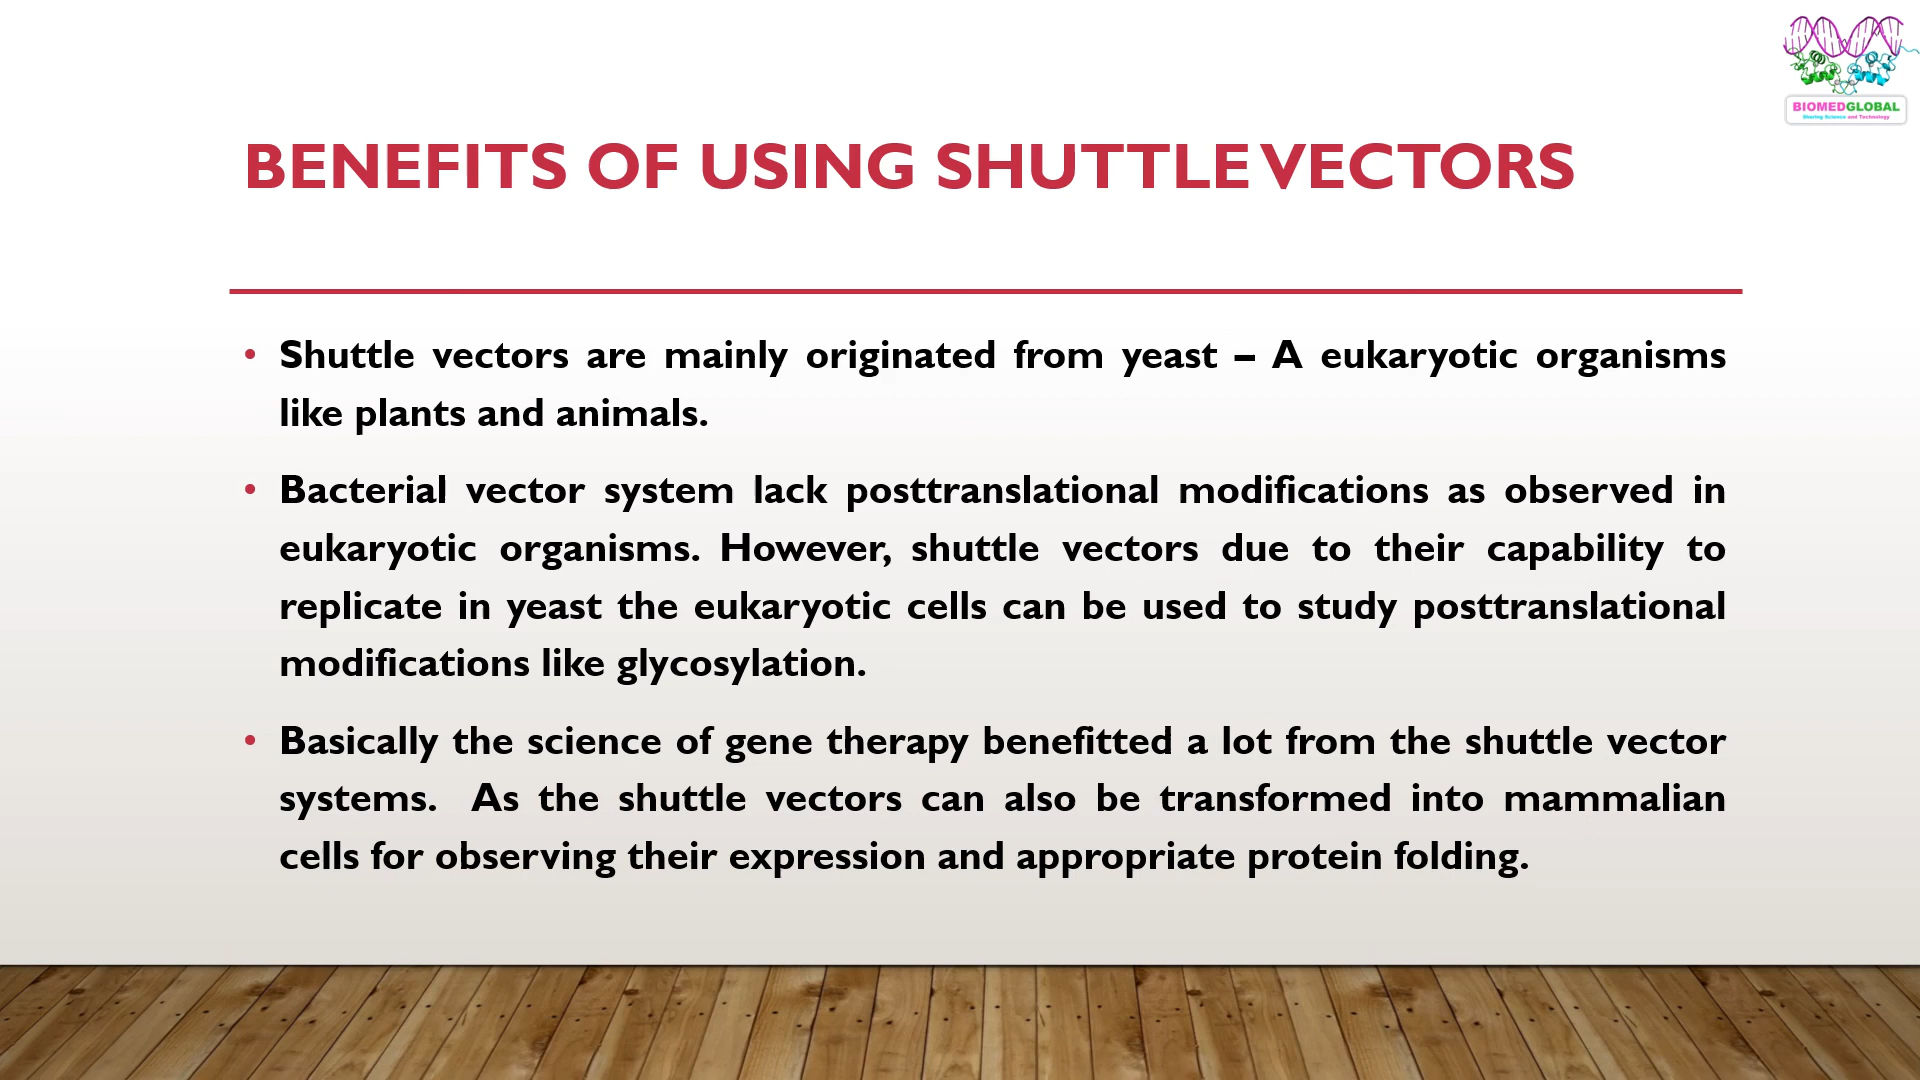 BIOMEDGLOBAL
Sharing Science and Technology
BENEFITS OF USING SHUTTLE VECTORS
• Shuttle vectors are mainly originated from yeast – A eukaryotic organisms
like plants and animals.
• Bacterial vector system lack posttranslational modifications as observed in
eukaryotic organisms. However, shuttle vectors due to their capability to
replicate in yeast the eukaryotic cells can be used to study posttranslational
modifications like glycosylation.
• Basically the science of gene therapy benefitted a lot from the shuttle vector
systems.  As the shuttle vectors can also be transformed into mammalian
cells for observing their expression and appropriate protein folding.